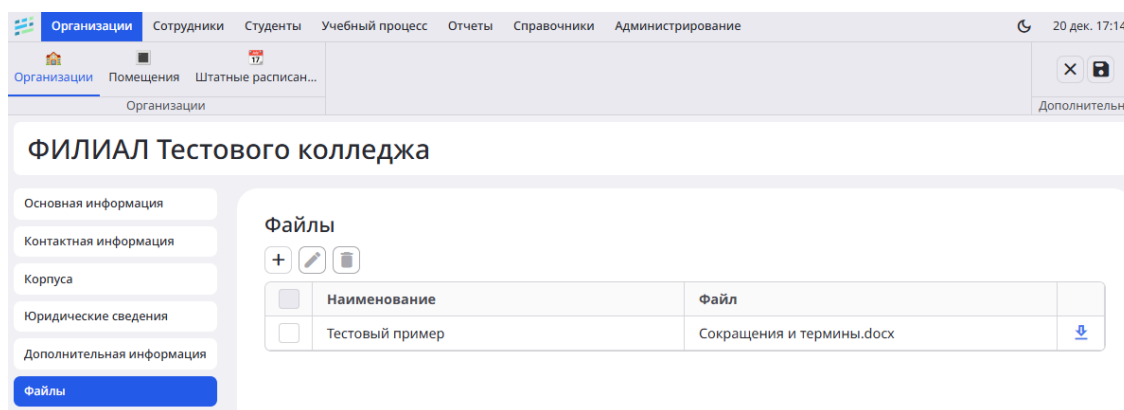 Организации Сотрудники Студенты Учебный процесс Отчеты Справочники Администрирование 20 дек. 17:14
17
Организации Помещения Штатные расписан...
Организации Дополнительн
ФИЛИАЛ Тестового колледжа
Основная информация
Контактная информация
Корпуса
Юридические сведения
Дополнительная информация
Файлы
Файлы
Наименование Файл
Тестовый пример Сокращения и термины.docx